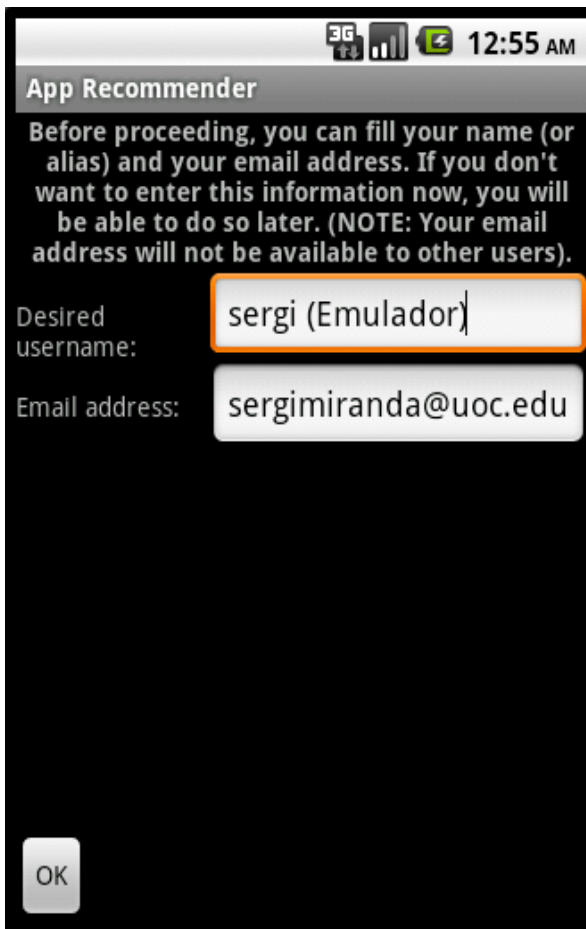 3G 12:55 AM
App Recommender
Before proceeding, you can fill your name (or
alias) and your email address. If you don't
want to enter this information now, you will
be able to do so later. (NOTE: Your email
address will not be available to other users).
Desired
username:
sergi (Emulador)
Email address:
sergimiranda@uoc.edu
OK